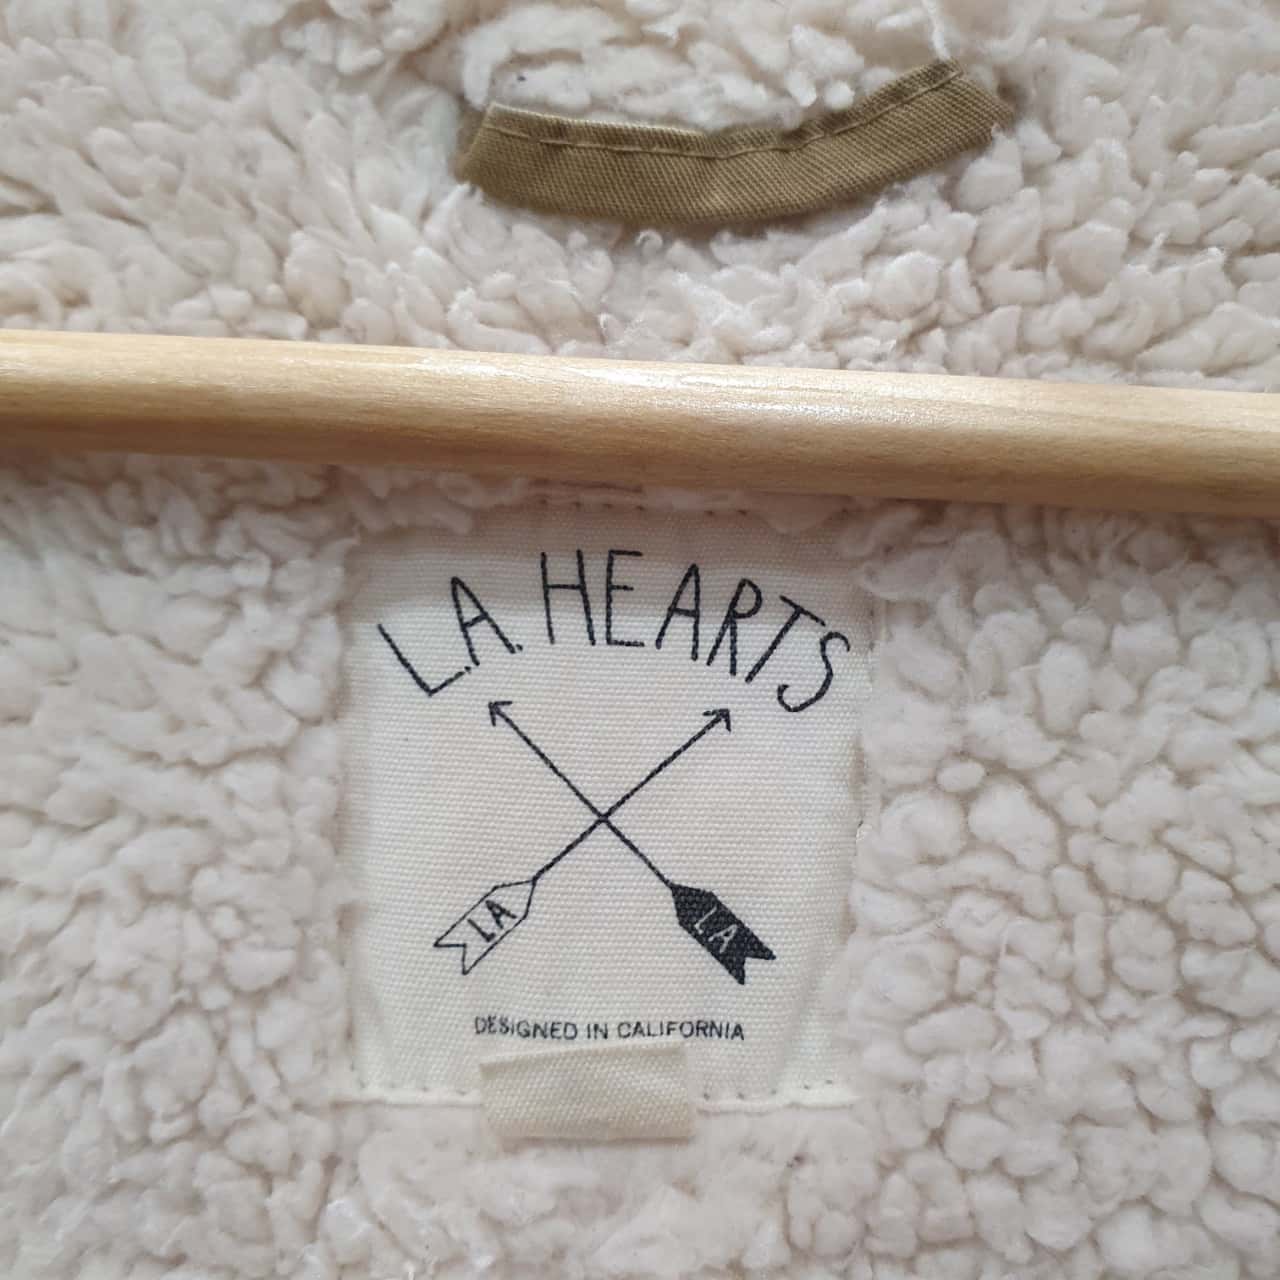 L.A. HEARTS
LA LA
DESIGNED IN CALIFORNIA